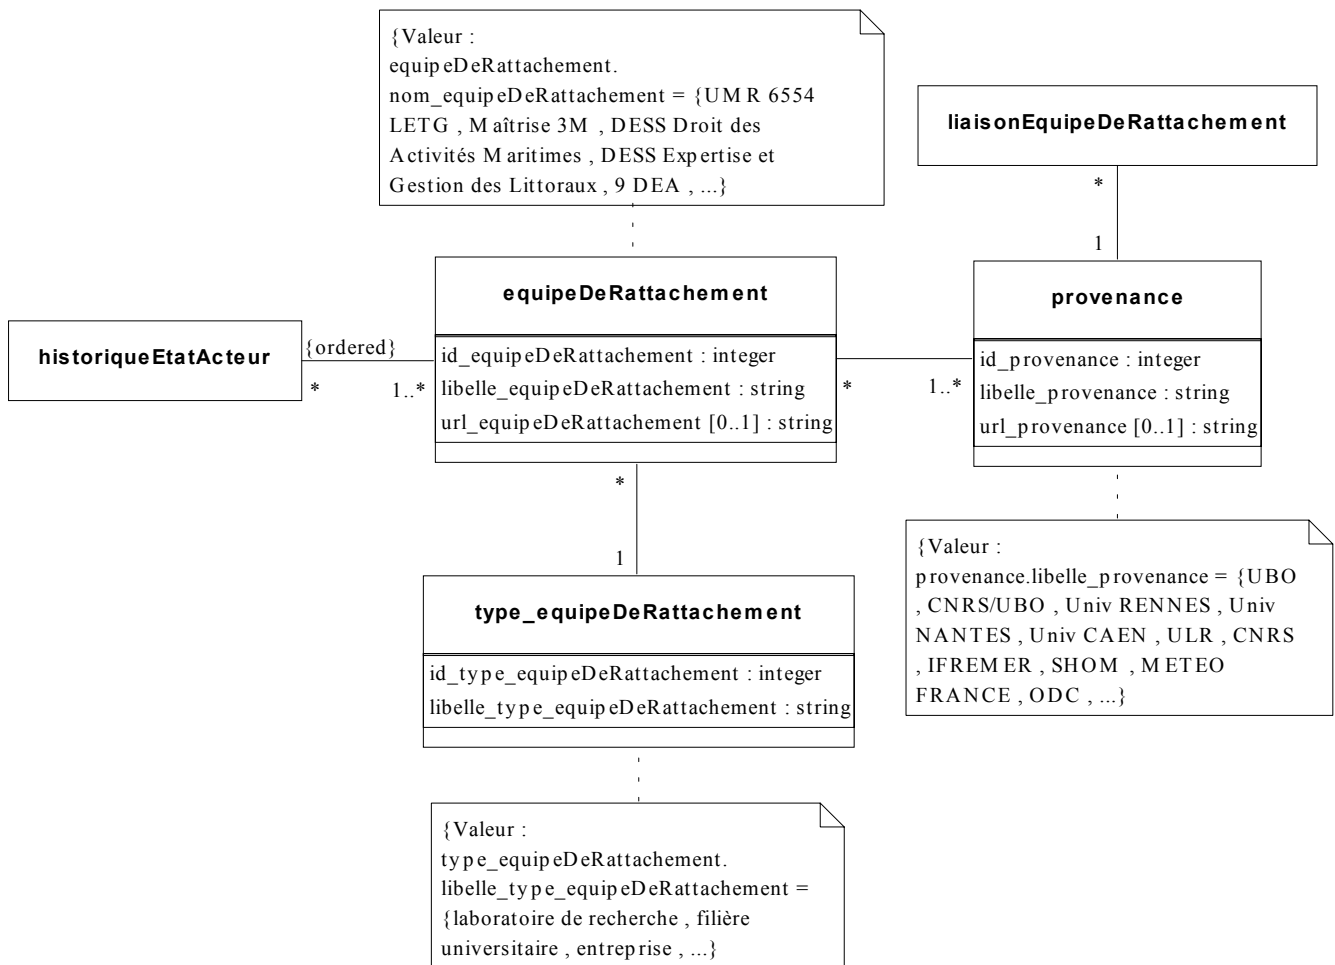 {Valeur :
equipeDeRattachement.
nom_equipeDeRattachement = {UMR 6554
LETG , Maîtrise 3M , DESS Droit des
Activités Maritimes , DESS Expertise et
Gestion des Littoraux , 9 DEA , ...}
liaisonEquipeDeRattachement
*
1
equipeDeRattachement
id_equipeDeRattachement : integer
libelle_equipeDeRattachement : string
url_equipeDeRattachement [0..1] : string
provenance
id_provenance : integer
libelle_provenance : string
url_provenance [0..1] : string
historiqueEtatActeur
{ordered}
*
1..*
*
1..*
*
1
type_equipeDeRattachement
id_type_equipeDeRattachement : integer
libelle_type_equipeDeRattachement : string
{Valeur :
provenance.libelle_provenance = {UBO
, CNRS/UBO , Univ RENNES , Univ
NANTES , Univ CAEN , ULR , CNRS
, IFREMER , SHOM , METEO
FRANCE , ODC , ...}
{Valeur :
type_equipeDeRattachement.
libelle_type_equipeDeRattachement =
{laboratoire de recherche , filière
universitaire , entreprise , ...}